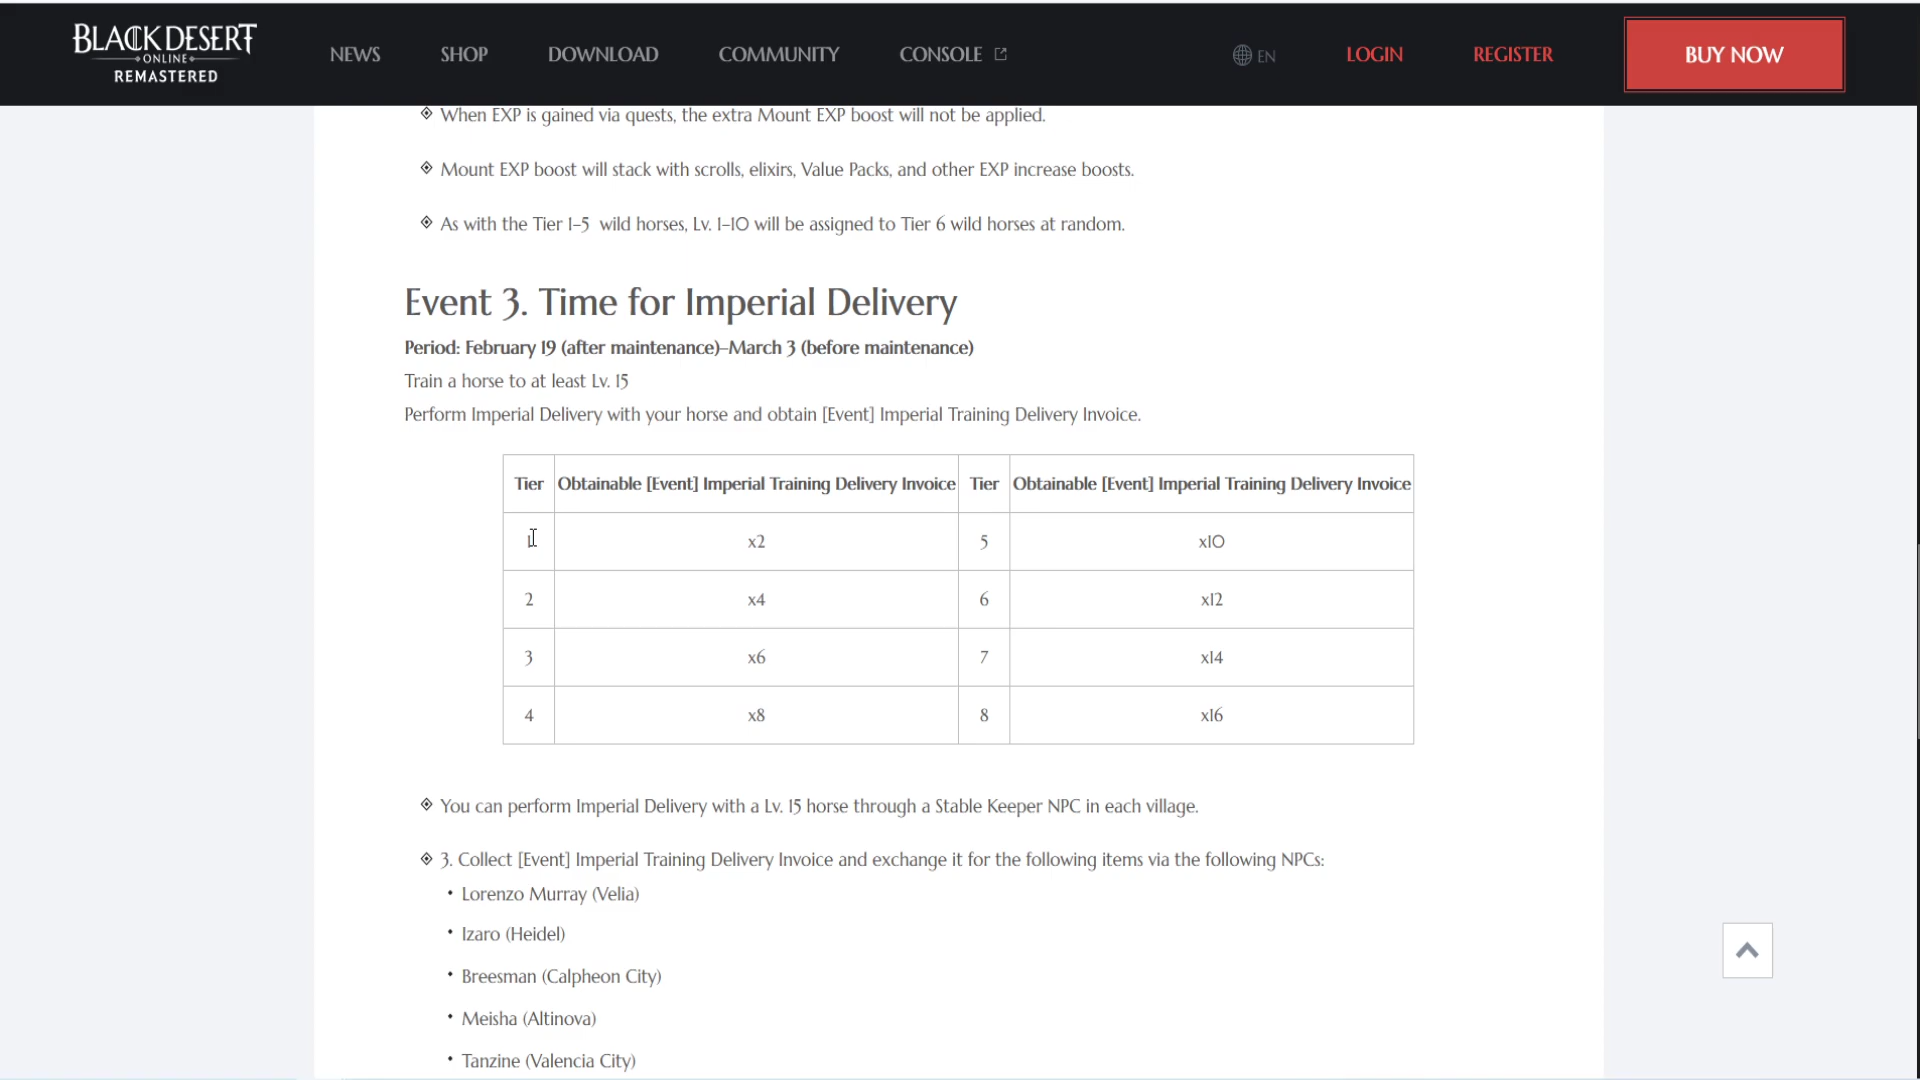 BLACK DESERT
ONLINE
REMASTERED
NEWS
SHOP
DOWNLOAD
COMMUNITY
CONSOLE
EN
LOGIN
REGISTER
BUY NOW
When EXP is gained via quests, the extra Mount EXP boost will not be applied.
Mount EXP boost will stack with scrolls, elixirs, Value Packs, and other EXP increase boosts.
As with the Tier 1–5 wild horses, Lv. 1–10 will be assigned to Tier 6 wild horses at random.
Event 3. Time for Imperial Delivery
Period: February 19 (after maintenance)–March 3 (before maintenance)
Train a horse to at least Lv. 15
Perform Imperial Delivery with your horse and obtain [Event] Imperial Training Delivery Invoice.
Tier Obtainable [Event] Imperial Training Delivery Invoice Tier Obtainable [Event] Imperial Training Delivery Invoice
1 x2 5 x10
2 x4 6 x12
3 x6 7 x14
4 x8 8 x16
You can perform Imperial Delivery with a Lv. 15 horse through a Stable Keeper NPC in each village.
3. Collect [Event] Imperial Training Delivery Invoice and exchange it for the following items via the following NPCs:
• Lorenzo Murray (Velia)
• Izaro (Heidel)
• Breesman (Calpheon City)
• Meisha (Altinova)
• Tanzine (Valencia City)